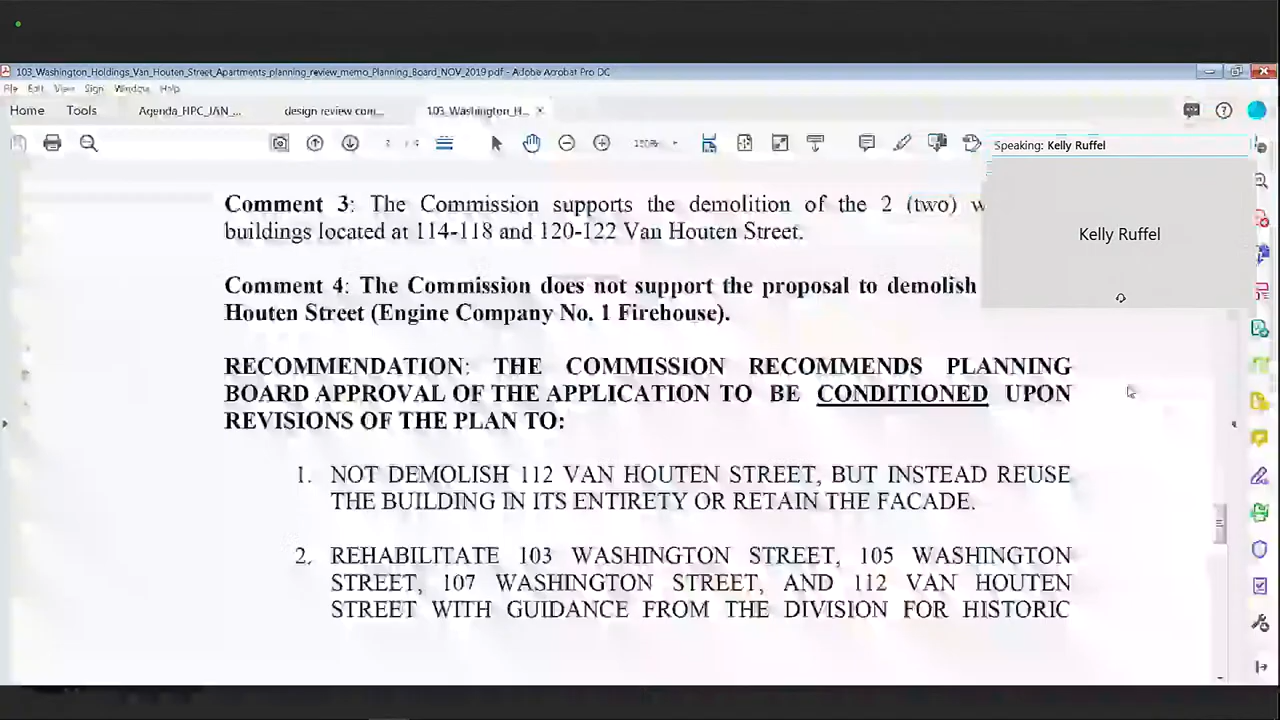 103_Washington_Holdings_Van_Houten_Street_Apartments_planning_review_memo_Planning_Board_NOV_2019.pdf - Adobe Acrobat Pro DC
File Edit View Sign Window Help
Home Tools Agenda_HPC_JAN_... design review com... 103_Washington_H... ×
150%
Speaking: Kelly Ruffel
Kelly Ruffel
Comment 3: The Commission supports the demolition of the 2 (two) w
buildings located at 114-118 and 120-122 Van Houten Street.
Comment 4: The Commission does not support the proposal to demolish
Houten Street (Engine Company No. 1 Firehouse).
RECOMMENDATION: THE COMMISSION RECOMMENDS PLANNING
BOARD APPROVAL OF THE APPLICATION TO BE CONDITIONED UPON
REVISIONS OF THE PLAN TO:
1. NOT DEMOLISH 112 VAN HOUTEN STREET, BUT INSTEAD REUSE
THE BUILDING IN ITS ENTIRETY OR RETAIN THE FACADE.
2. REHABILITATE 103 WASHINGTON STREET, 105 WASHINGTON
STREET, 107 WASHINGTON STREET, AND 112 VAN HOUTEN
STREET WITH GUIDANCE FROM THE DIVISION FOR HISTORIC